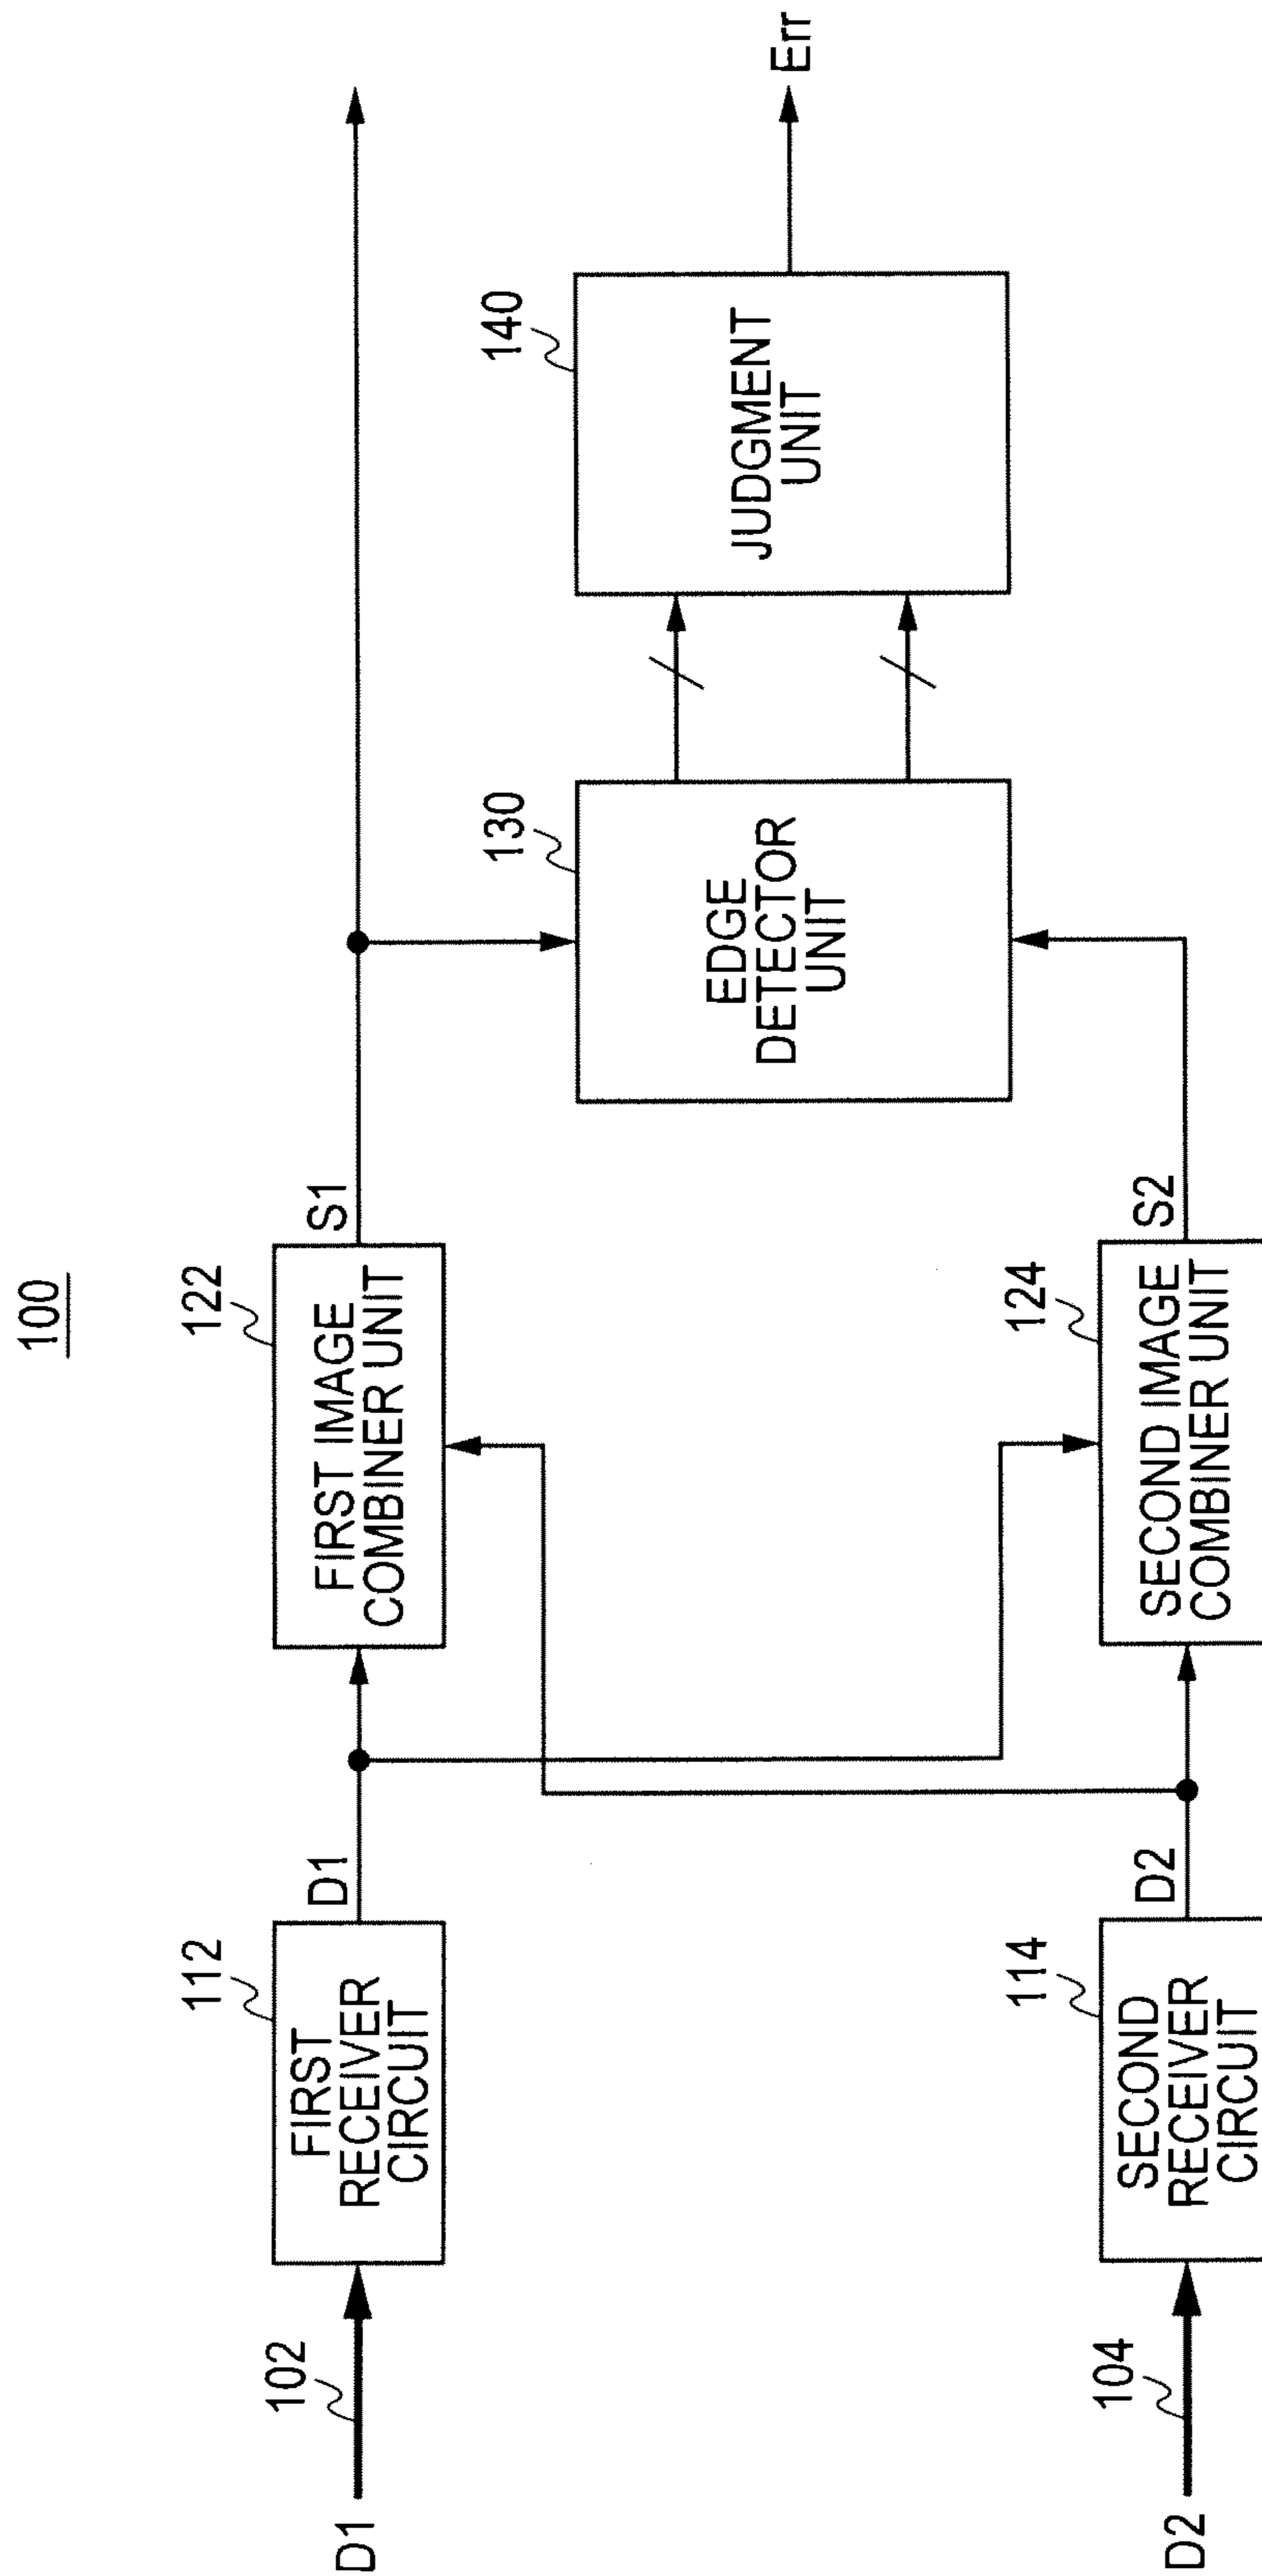 100
D1
102
112
FIRST
RECEIVER
CIRCUIT
D1
122
FIRST IMAGE
COMBINER UNIT
S1
130
EDGE
DETECTOR
UNIT
140
JUDGMENT
UNIT
Err
D2
104
114
SECOND
RECEIVER
CIRCUIT
D2
124
SECOND IMAGE
COMBINER UNIT
S2